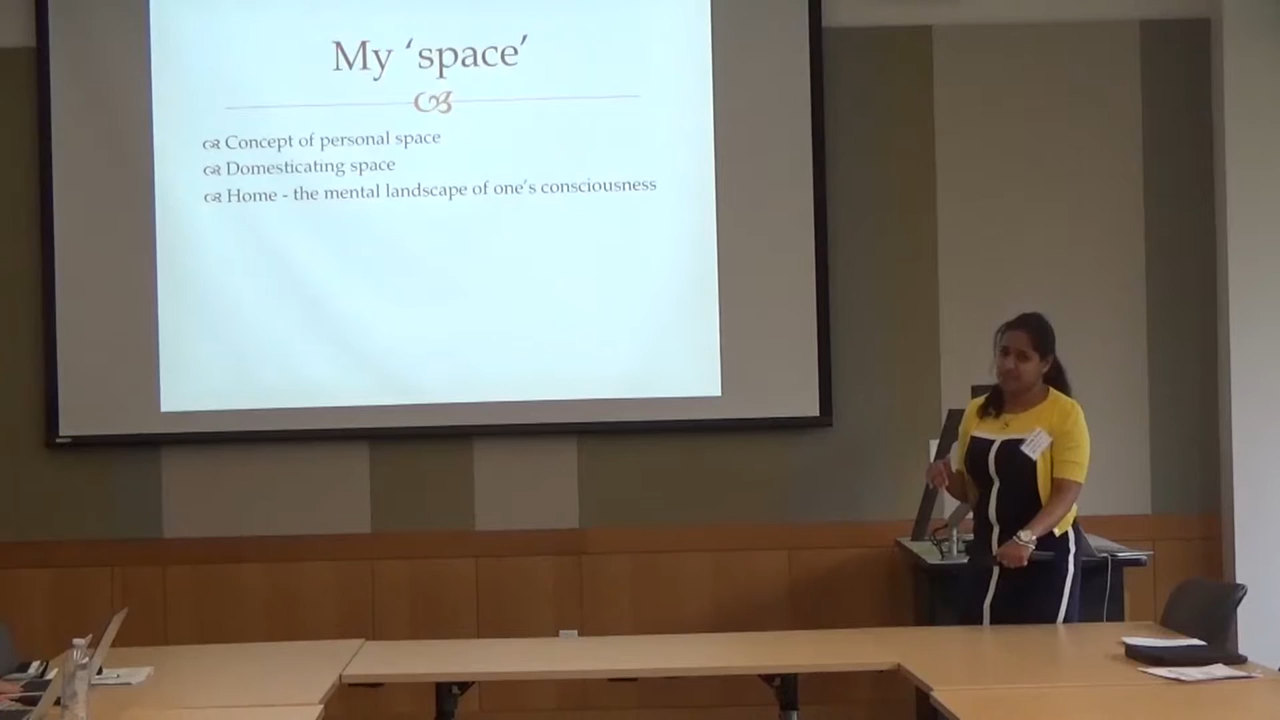 My ‘space’
Concept of personal space
Domesticating space
Home - the mental landscape of one’s consciousness